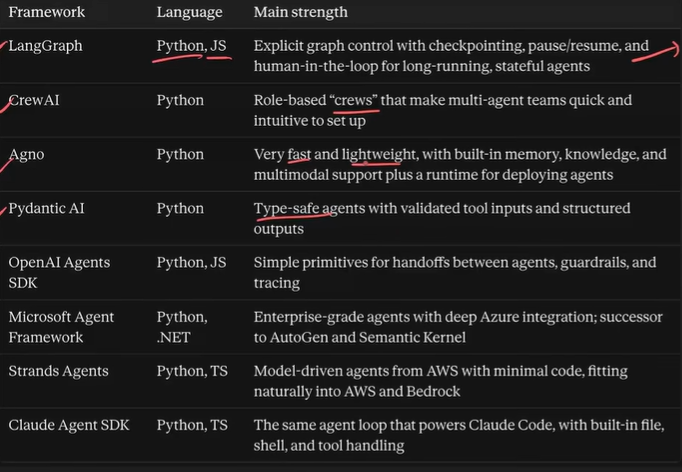 Framework Language Main strength
LangGraph Python, JS Explicit graph control with checkpointing, pause/resume, and
human-in-the-loop for long-running, stateful agents
CrewAI Python Role-based “crews” that make multi-agent teams quick and
intuitive to set up
Agno Python Very fast and lightweight, with built-in memory, knowledge, and
multimodal support plus a runtime for deploying agents
Pydantic AI Python Type-safe agents with validated tool inputs and structured
outputs
OpenAI Agents Python, JS Simple primitives for handoffs between agents, guardrails, and
SDK tracing
Microsoft Agent Python, Enterprise-grade agents with deep Azure integration; successor
Framework .NET to AutoGen and Semantic Kernel
Strands Agents Python, TS Model-driven agents from AWS with minimal code, fitting
naturally into AWS and Bedrock
Claude Agent SDK Python, TS The same agent loop that powers Claude Code, with built-in file,
shell, and tool handling